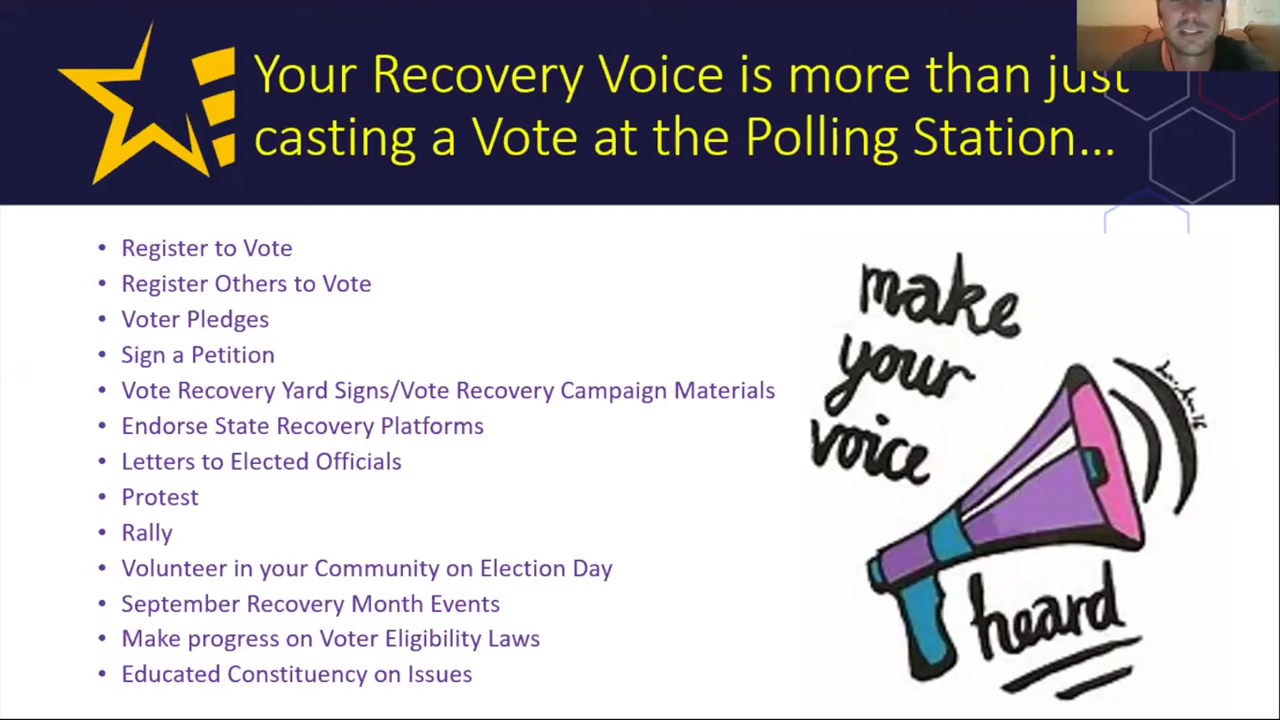 Your Recovery Voice is more than just
casting a Vote at the Polling Station...
• Register to Vote
• Register Others to Vote
• Voter Pledges
• Sign a Petition
• Vote Recovery Yard Signs/Vote Recovery Campaign Materials
• Endorse State Recovery Platforms
• Letters to Elected Officials
• Protest
• Rally
• Volunteer in your Community on Election Day
• September Recovery Month Events
• Make progress on Voter Eligibility Laws
• Educated Constituency on Issues
make
your
voice
heard